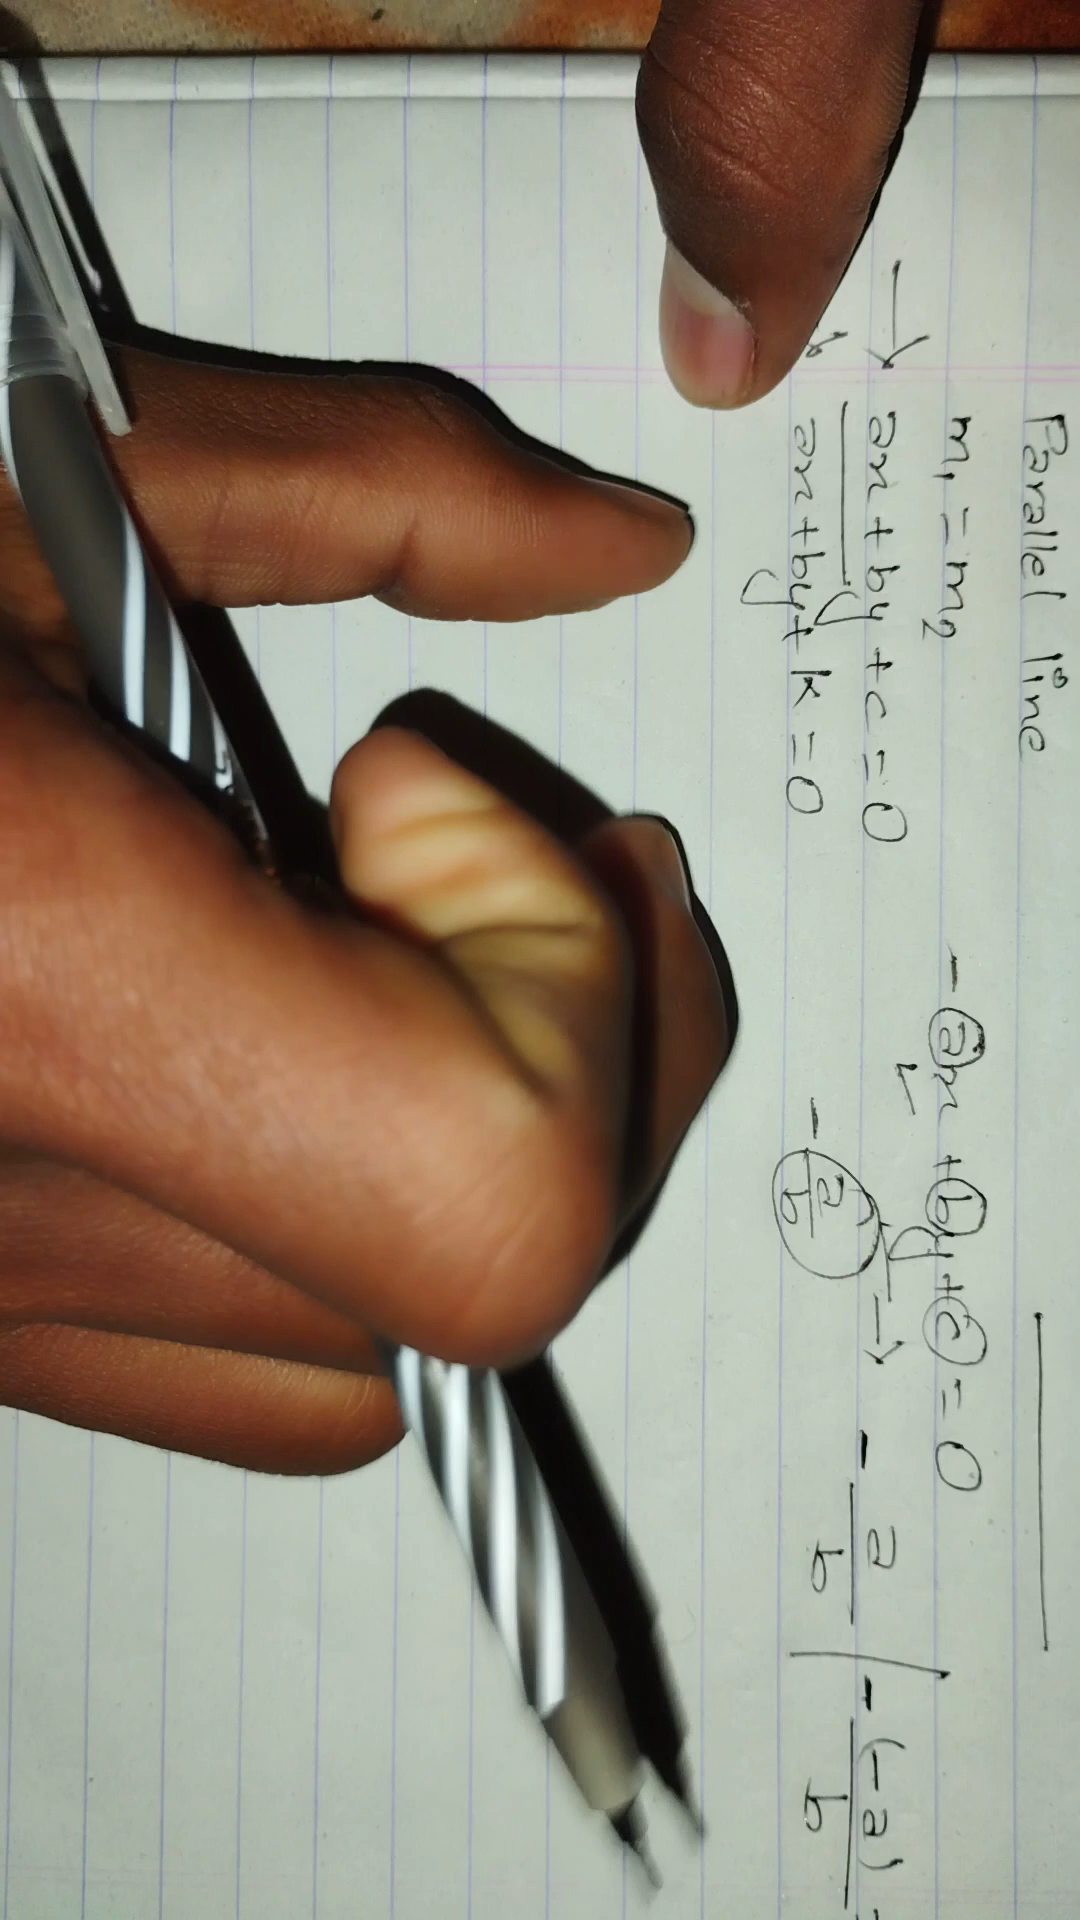 Parallel line
m₁ = m₂
→ ax + by + c = 0
ax + by + k = 0
-ax + by + c = 0
- a/b → - a/b | - (-a)/b =